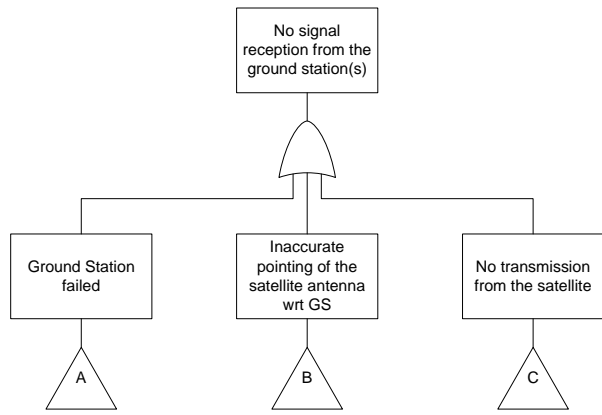 No signal
reception from the
ground station(s)
Ground Station
failed
Inaccurate
pointing of the
satellite antenna
wrt GS
No transmission
from the satellite
A
B
C